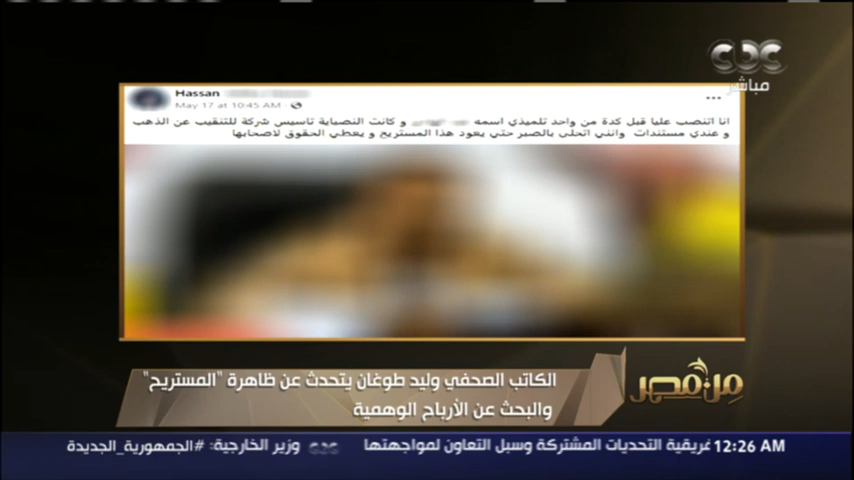 cbc
مباشر
Hassan
May 17 at 10:45 AM
انا اتنصب عليا قبل كدة من واحد تلميذي اسمه و كانت النصباية تاسيس شركة للتنقيب عن الذهب
و عندي مستندات وانني اتحلى بالصبر حتي يعود هذا المستريح و يعطي الحقوق لاصحابها
الكاتب الصحفي وليد طوغان يتحدث عن ظاهرة "المستريح"
والبحث عن الأرباح الوهمية
من مصر
12:26 AM غريقية التحديات المشتركة وسبل التعاون لمواجهتها cbc وزير الخارجية: #الجمهورية_الجديدة